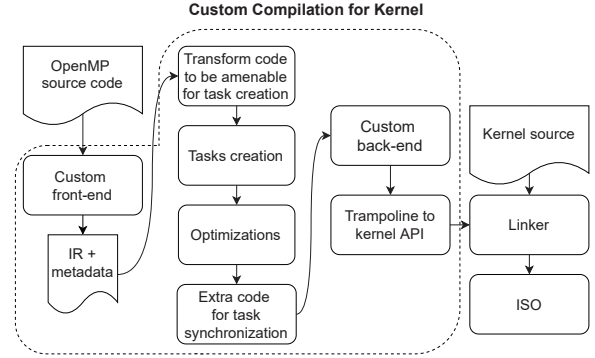 Custom Compilation for Kernel
OpenMP
source code
Custom
front-end
IR +
metadata
Transform code
to be amenable
for task creation
Tasks creation
Optimizations
Extra code
for task
synchronization
Custom
back-end
Trampoline to
kernel API
Kernel source
Linker
ISO